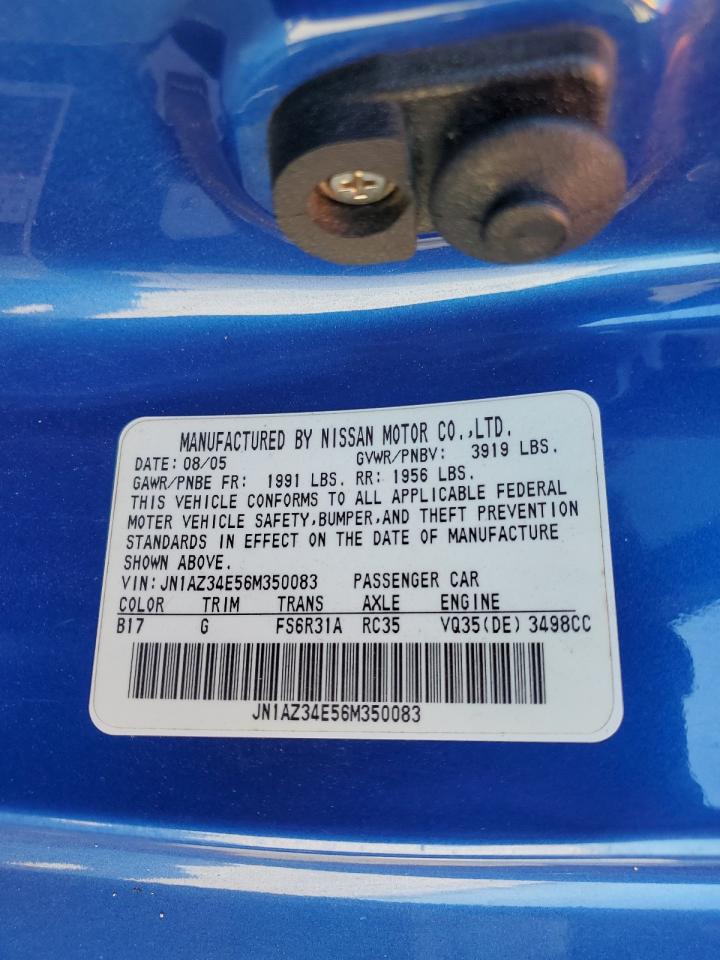 MANUFACTURED BY NISSAN MOTOR CO.,LTD.
DATE: 08/05 GVWR/PNBV: 3919 LBS.
GAWR/PNBE FR: 1991 LBS. RR: 1956 LBS.
THIS VEHICLE CONFORMS TO ALL APPLICABLE FEDERAL
MOTER VEHICLE SAFETY,BUMPER,AND THEFT PREVENTION
STANDARDS IN EFFECT ON THE DATE OF MANUFACTURE
SHOWN ABOVE.
VIN:JN1AZ34E56M350083 PASSENGER CAR
COLOR TRIM TRANS AXLE ENGINE
B17 G FS6R31A RC35 VQ35(DE) 3498CC
JN1AZ34E56M350083